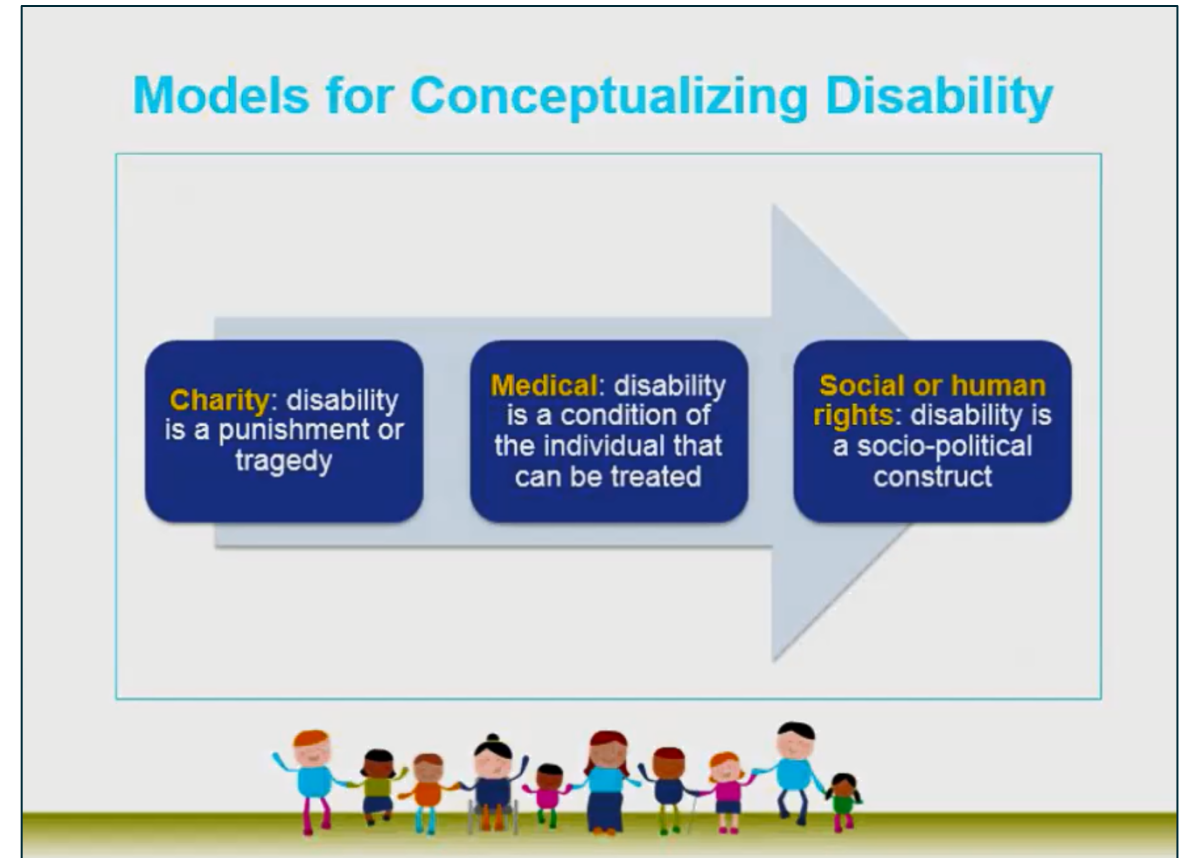 Models for Conceptualizing Disability
Charity: disability
is a punishment or
tragedy
Medical: disability
is a condition of
the individual that
can be treated
Social or human
rights: disability is
a socio-political
construct